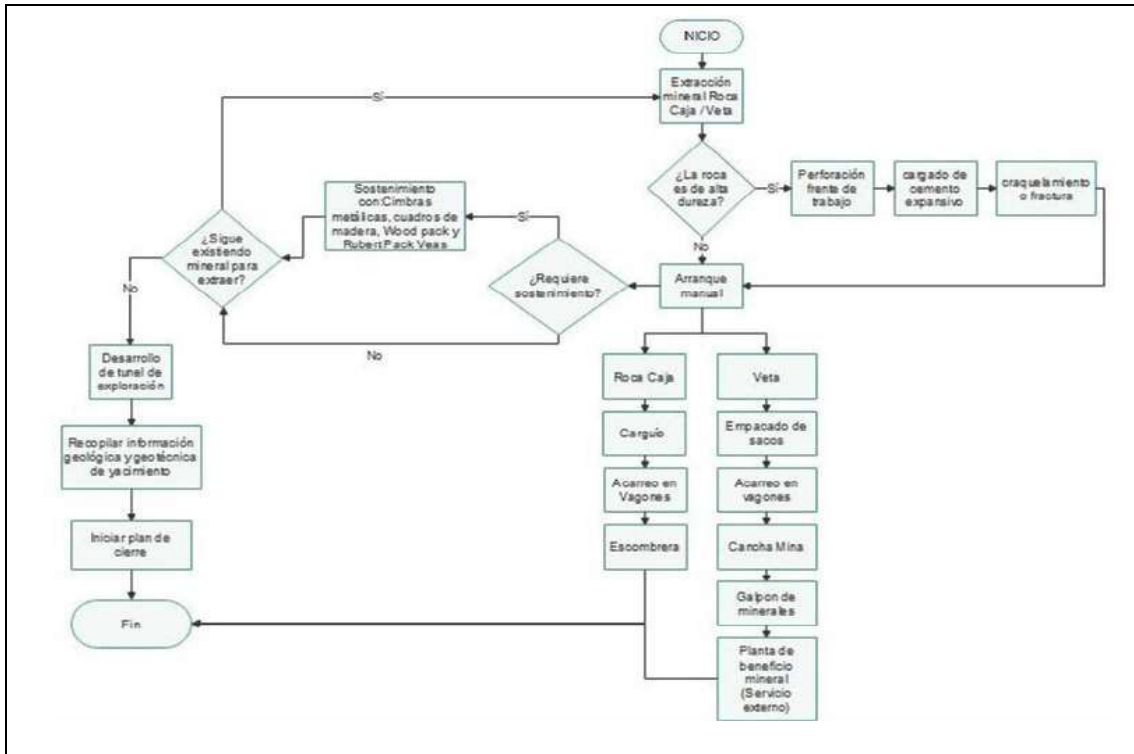 INICIO
Extracción
mineral Roca
Caja / Veta
Sí
¿La roca
es de alta
dureza?
Sí
Perforación
frente de
trabajo
cargado de
cemento
expansivo
craquelamiento
o fractura
No
Sostenimiento
con:Cimbras
metálicas, cuadros de
madera, Wood pack y
Rubert Pack Veas
Sí
¿Sigue
existiendo
mineral para
extraer?
¿Requiere
sostenimiento?
Arranque
manual
No
No
Desarrollo
de tunel de
exploración
Roca Caja
Veta
Recopilar información
geológica y geotécnica
de yacimiento
Carguío
Empacado de
sacos
Acarreo en
Vagones
Acarreo en
vagones
Iniciar plan de
cierre
Escombrera
Cancha Mina
Galpon de
minerales
Fin
Planta de
beneficio
mineral
(Servicio
externo)